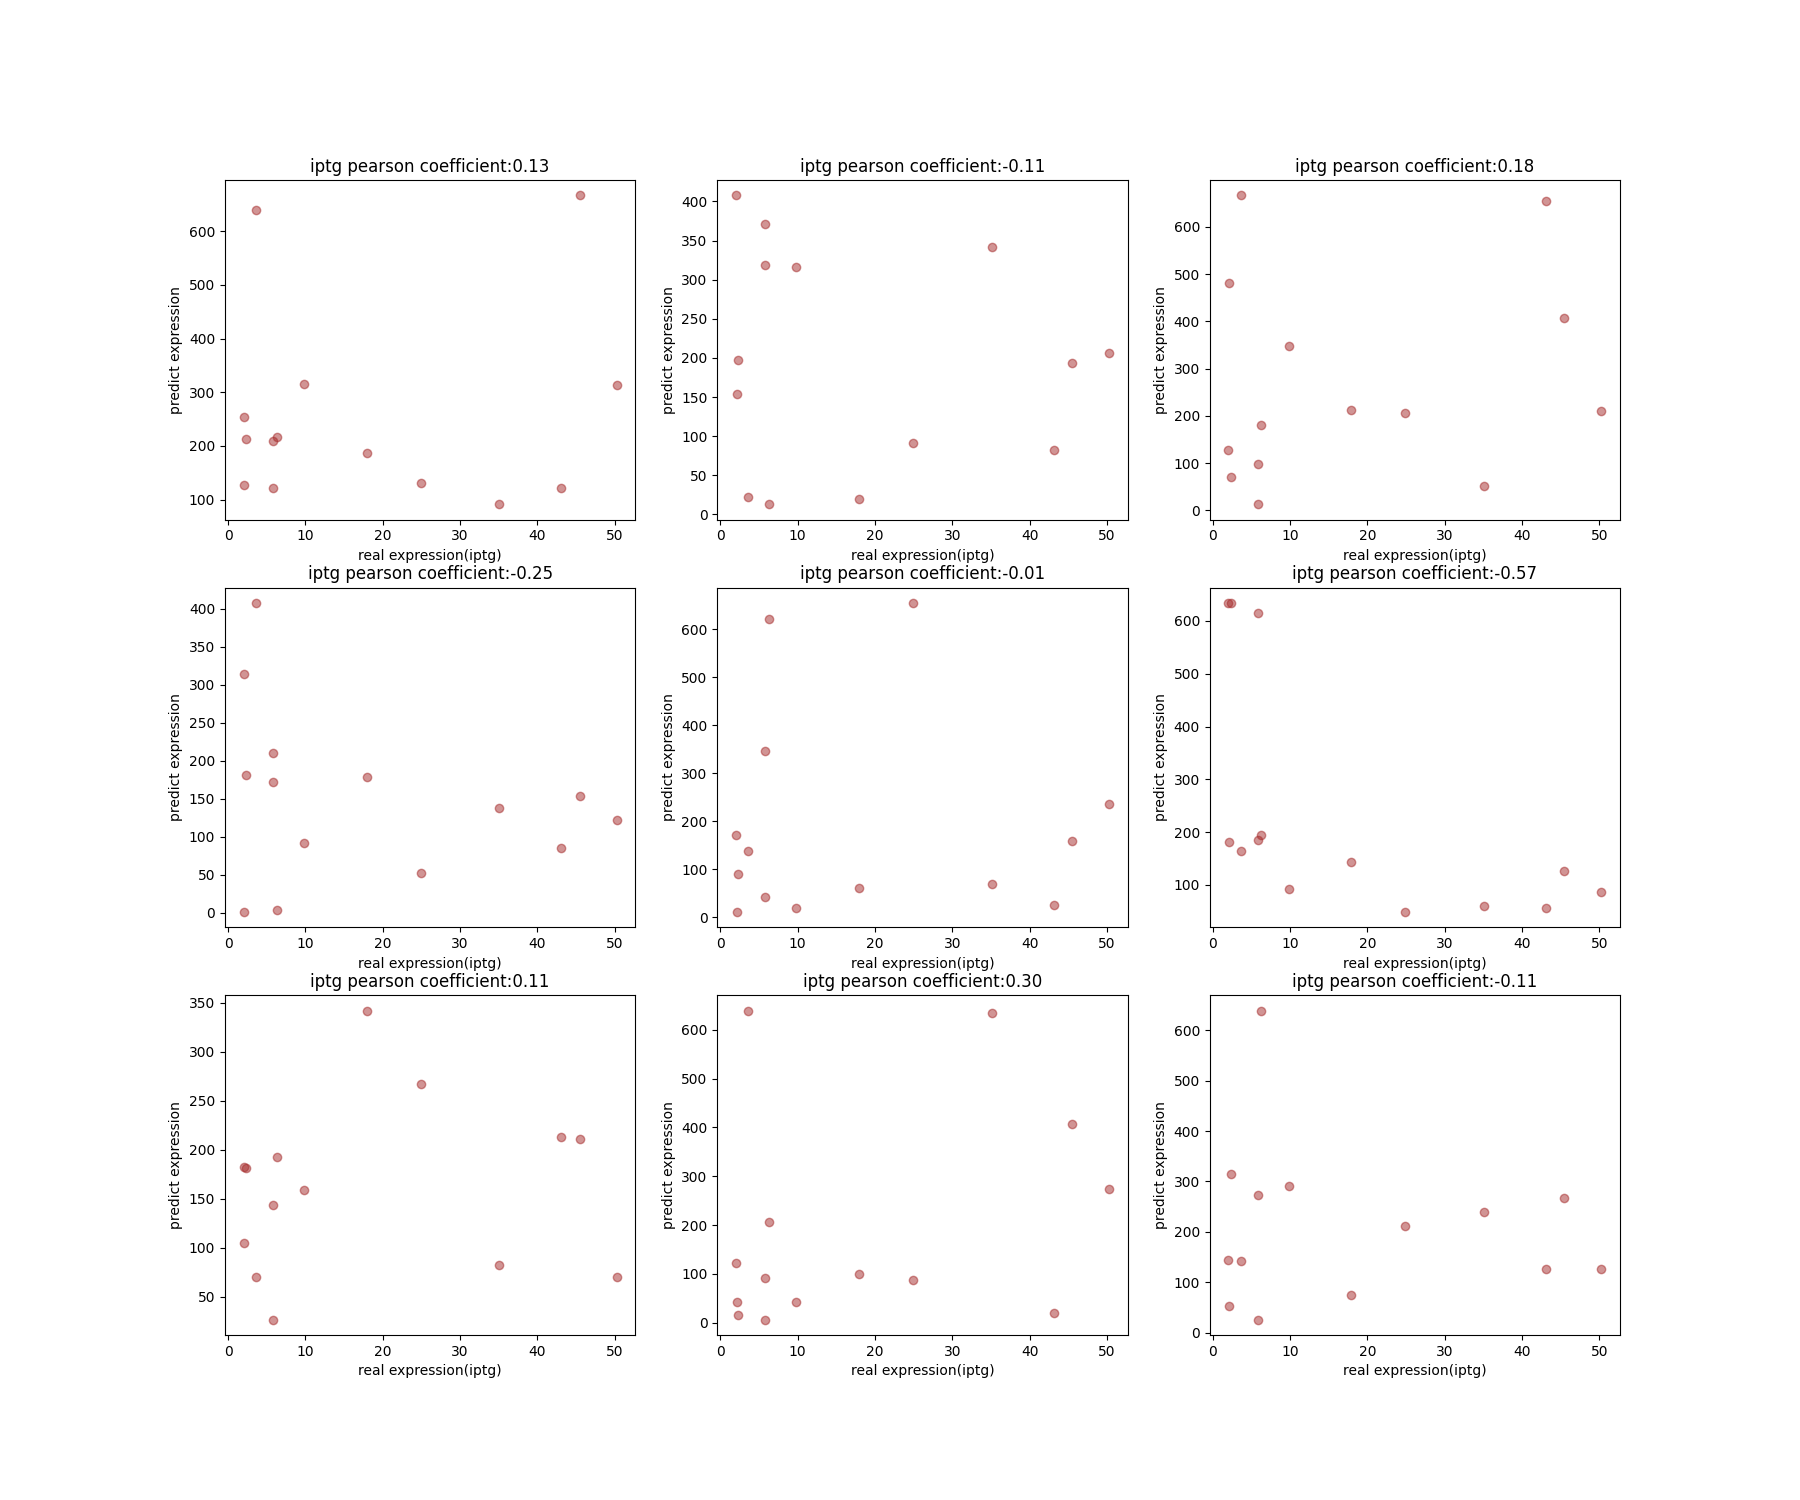 iptg pearson coefficient:0.13
600
500
400
300
200
100
predict expression
0 10 20 30 40 50
real expression(iptg)
iptg pearson coefficient:-0.11
400
350
300
250
200
150
100
50
0
predict expression
0 10 20 30 40 50
real expression(iptg)
iptg pearson coefficient:0.18
600
500
400
300
200
100
0
predict expression
0 10 20 30 40 50
real expression(iptg)
iptg pearson coefficient:-0.25
400
350
300
250
200
150
100
50
0
predict expression
0 10 20 30 40 50
real expression(iptg)
iptg pearson coefficient:-0.01
600
500
400
300
200
100
0
predict expression
0 10 20 30 40 50
real expression(iptg)
iptg pearson coefficient:-0.57
600
500
400
300
200
100
predict expression
0 10 20 30 40 50
real expression(iptg)
iptg pearson coefficient:0.11
350
300
250
200
150
100
50
predict expression
0 10 20 30 40 50
real expression(iptg)
iptg pearson coefficient:0.30
600
500
400
300
200
100
0
predict expression
0 10 20 30 40 50
real expression(iptg)
iptg pearson coefficient:-0.11
600
500
400
300
200
100
0
predict expression
0 10 20 30 40 50
real expression(iptg)